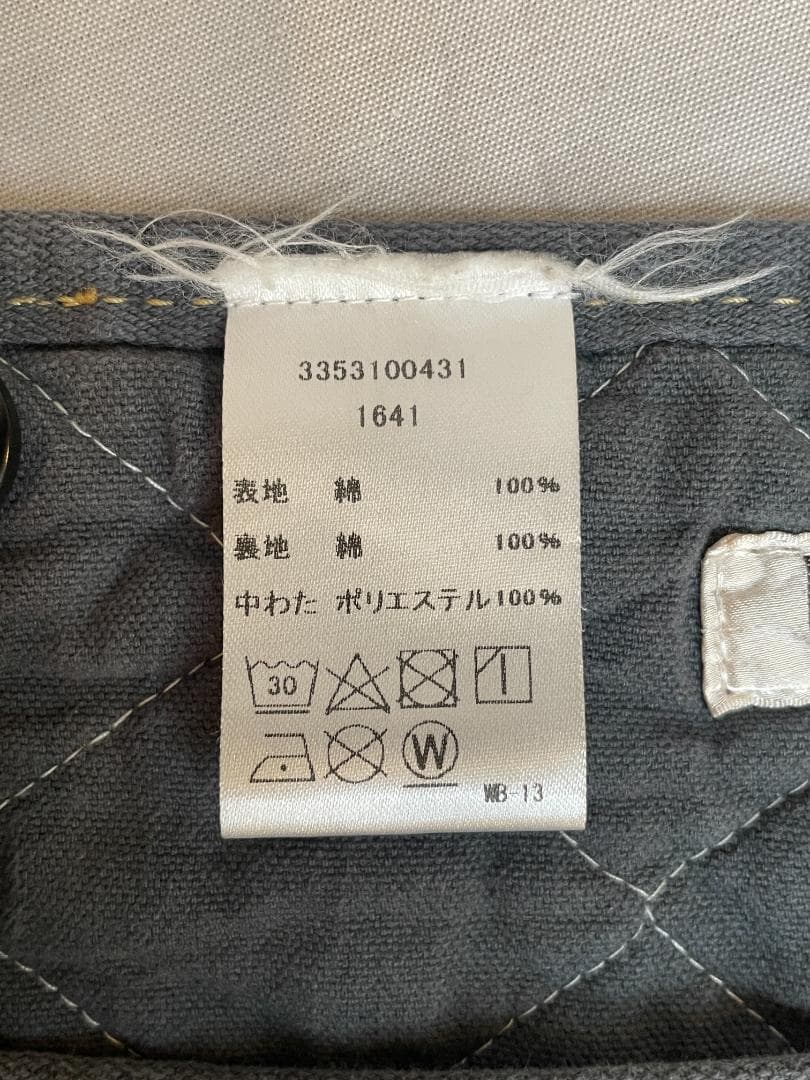 3353100431
1641
表地 綿 100%
裏地 綿 100%
中わた ポリエステル100%
30
W
WB-13